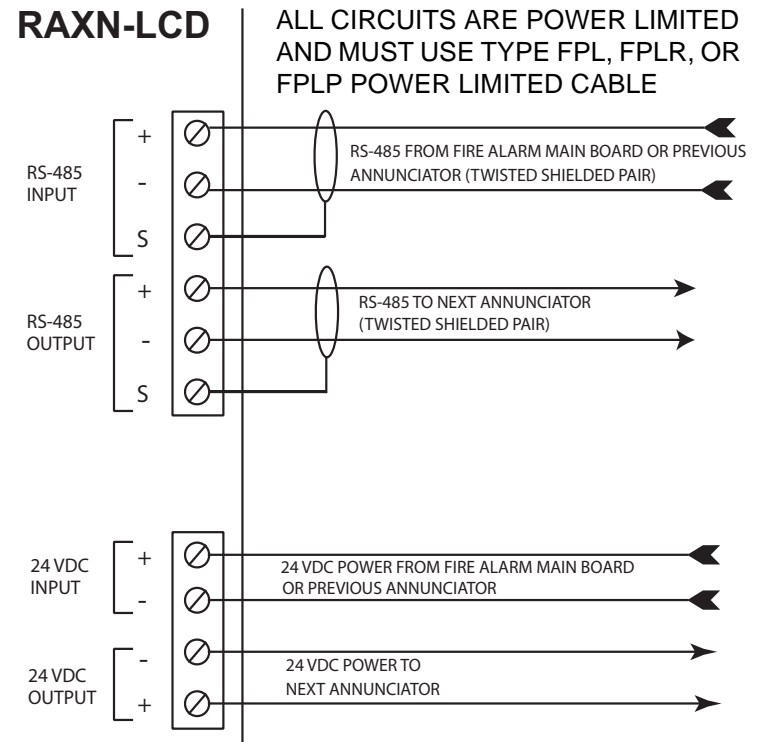 RAXN-LCD
ALL CIRCUITS ARE POWER LIMITED
AND MUST USE TYPE FPL, FPLR, OR
FPLP POWER LIMITED CABLE
RS-485
INPUT
+
-
S
RS-485 FROM FIRE ALARM MAIN BOARD OR PREVIOUS
ANNUNCIATOR (TWISTED SHIELDED PAIR)
RS-485
OUTPUT
+
-
S
RS-485 TO NEXT ANNUNCIATOR
(TWISTED SHIELDED PAIR)
24 VDC
INPUT
+
-
24 VDC POWER FROM FIRE ALARM MAIN BOARD
OR PREVIOUS ANNUNCIATOR
24 VDC
OUTPUT
-
+
24 VDC POWER TO
NEXT ANNUNCIATOR